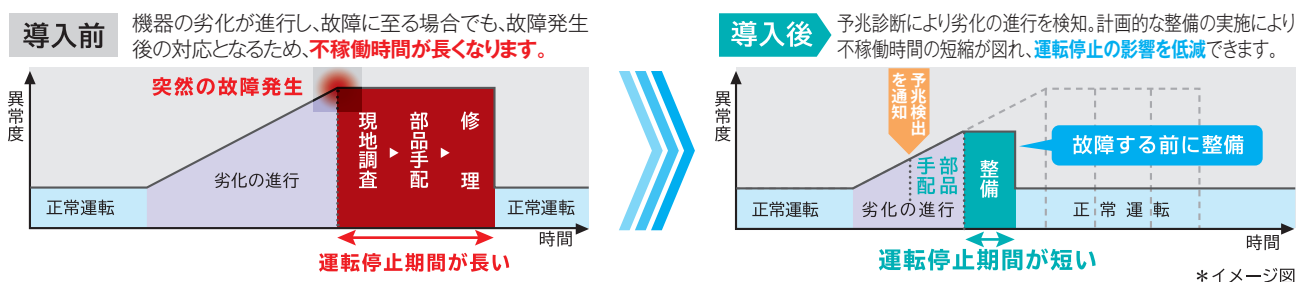 導入前
機器の劣化が進行し、故障に至る場合でも、故障発生
後の対応となるため、不稼働時間が長くなります。
異常度
突然の故障発生
現地調査
部品手配
修理
劣化の進行
正常運転
正常運転
時間
運転停止期間が長い
導入後
予兆診断により劣化の進行を検知。計画的な整備の実施により
不稼働時間の短縮が図れ、運転停止の影響を低減できます。
異常度
予兆検出
を通知
故障する前に整備
部品
手配
整備
正常運転
劣化の進行
正常運転
時間
運転停止期間が短い
＊イメージ図